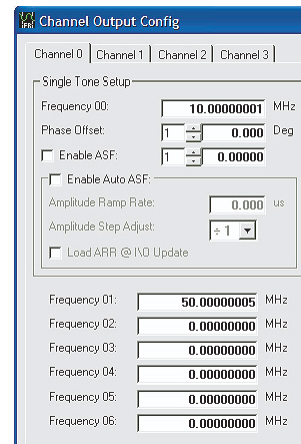 Channel Output Config
Channel 0 Channel 1 Channel 2 Channel 3
Single Tone Setup
Frequency 00: 10.00000001 MHz
Phase Offset: 1 0.000 Deg
Enable ASF: 1 0.00000
Enable Auto ASF:
Amplitude Ramp Rate: 0.000 us
Amplitude Step Adjust: ÷ 1
Load ARR @ I\O Update
Frequency 01: 50.00000005 MHz
Frequency 02: 0.00000000 MHz
Frequency 03: 0.00000000 MHz
Frequency 04: 0.00000000 MHz
Frequency 05: 0.00000000 MHz
Frequency 06: 0.00000000 MHz